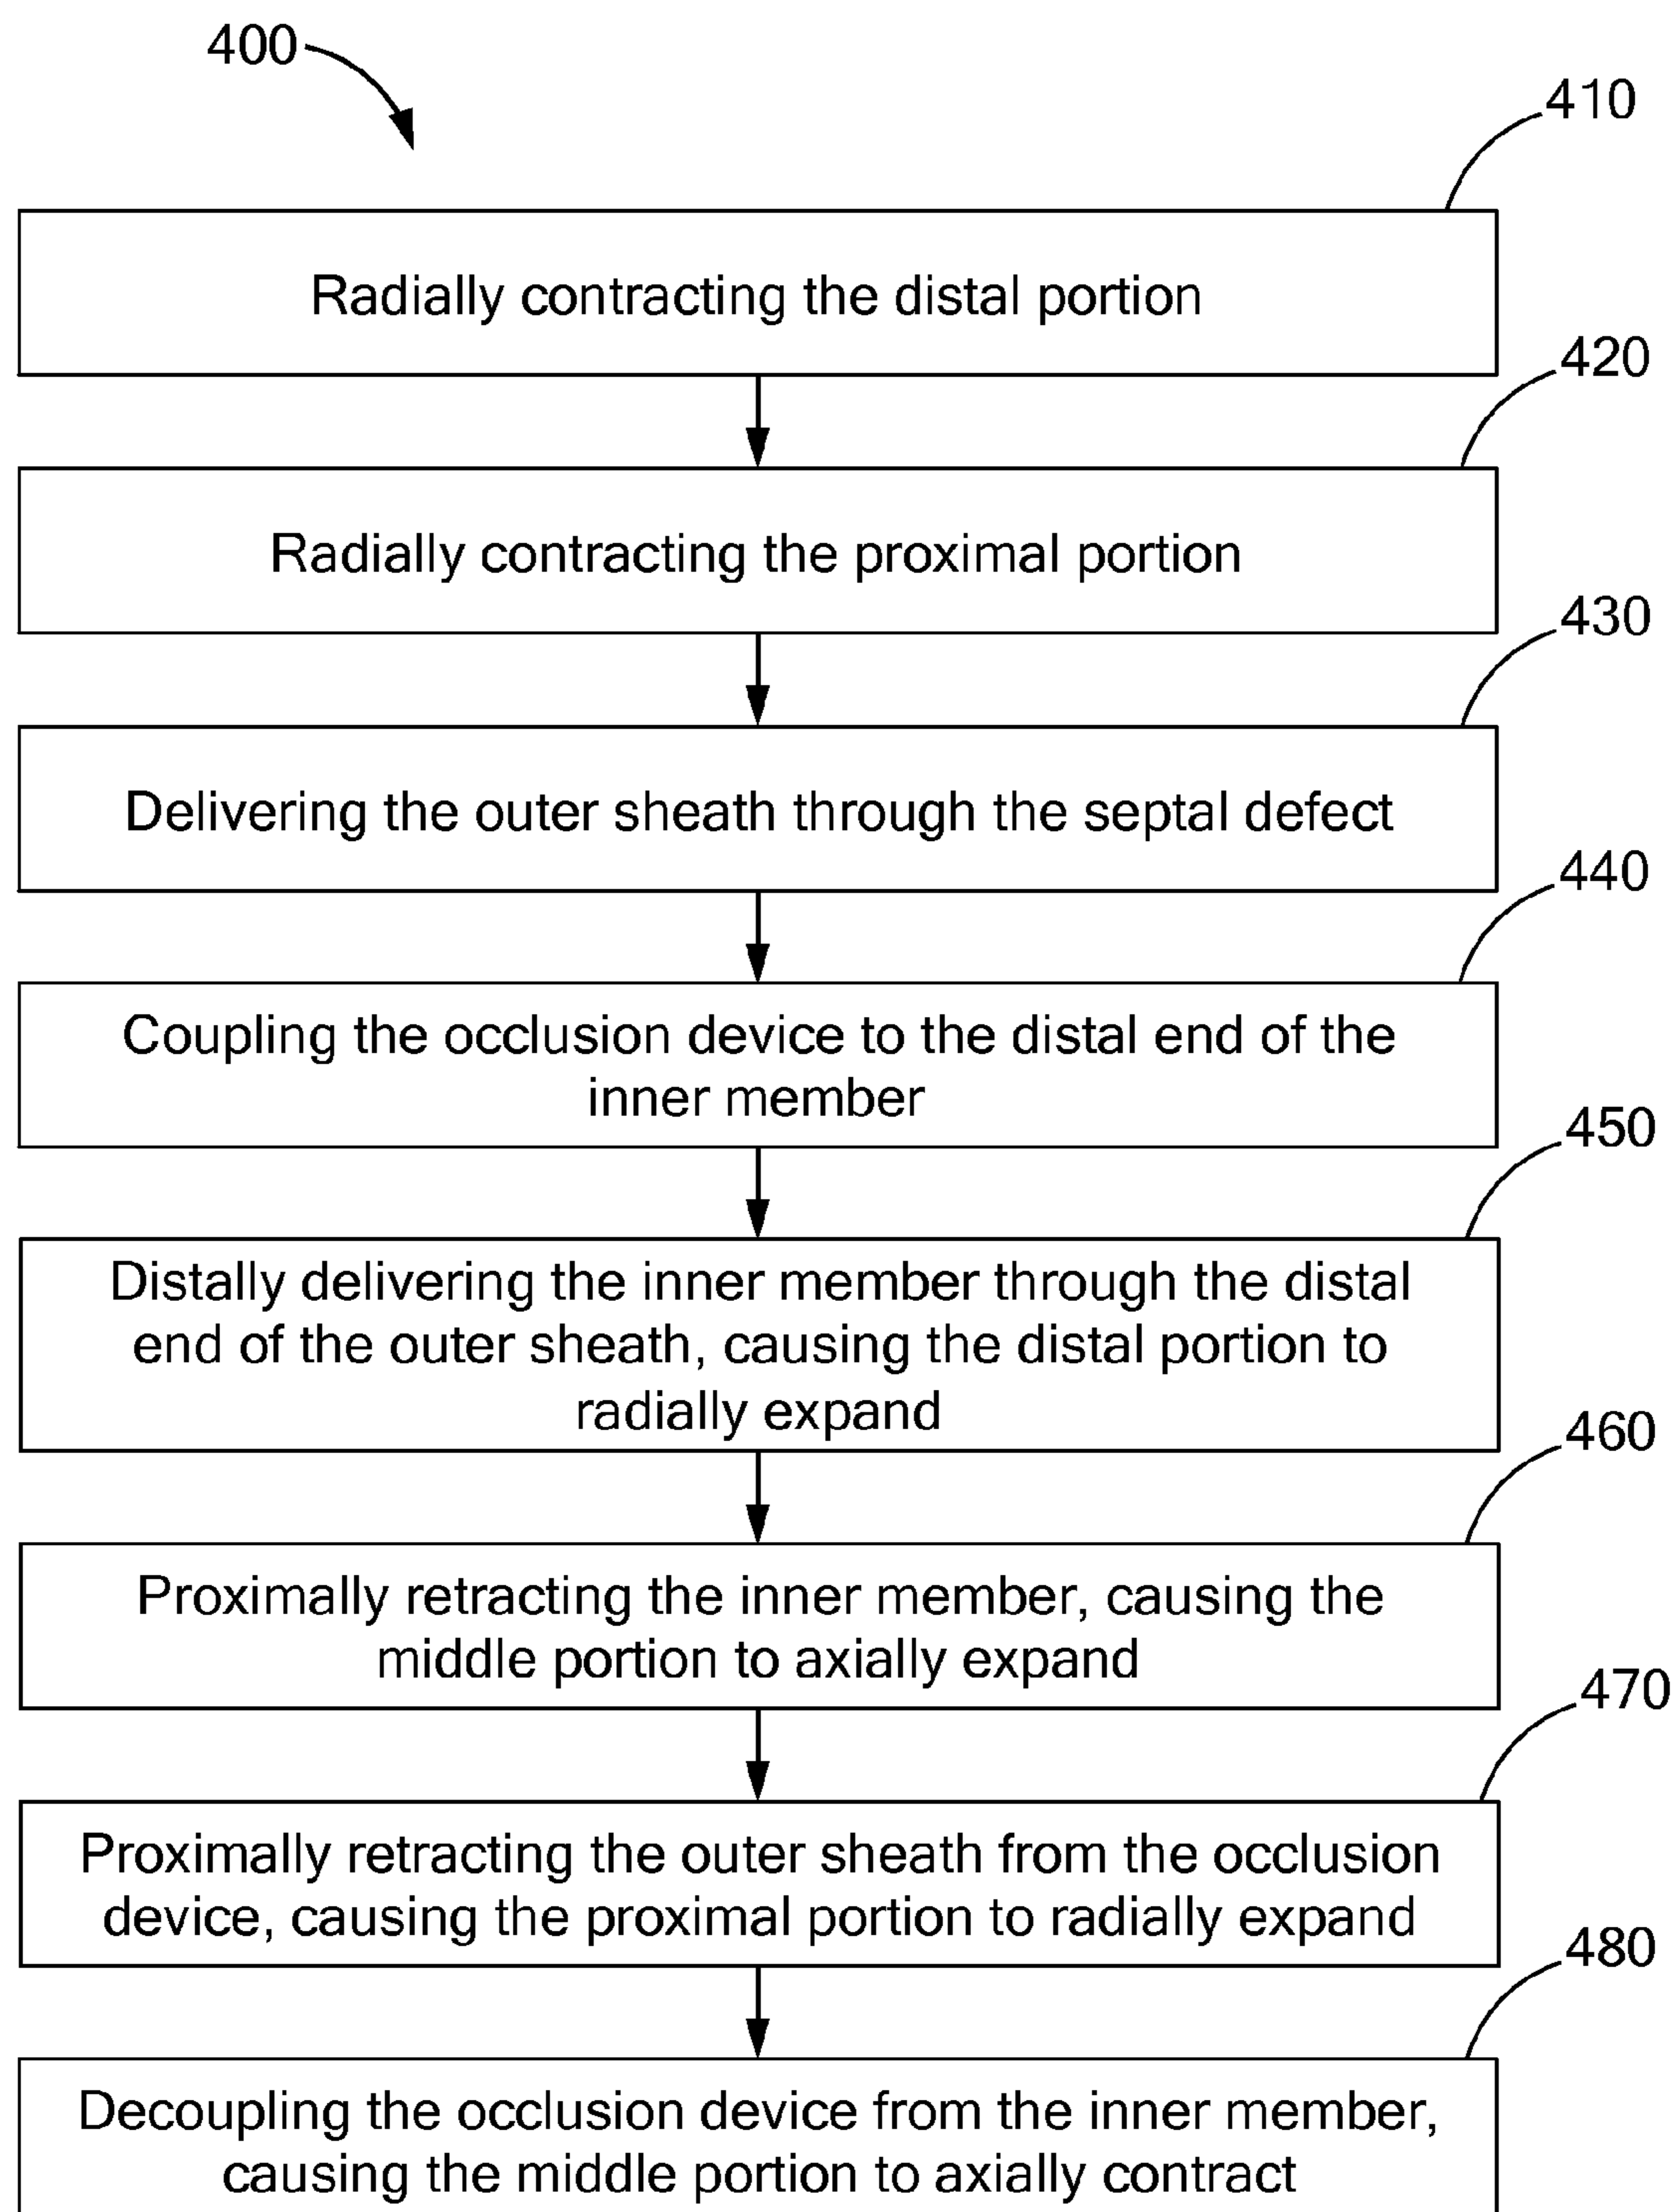 400
410
Radially contracting the distal portion
420
Radially contracting the proximal portion
430
Delivering the outer sheath through the septal defect
440
Coupling the occlusion device to the distal end of the
inner member
450
Distally delivering the inner member through the distal
end of the outer sheath, causing the distal portion to
radially expand
460
Proximally retracting the inner member, causing the
middle portion to axially expand
470
Proximally retracting the outer sheath from the occlusion
device, causing the proximal portion to radially expand
480
Decoupling the occlusion device from the inner member,
causing the middle portion to axially contract